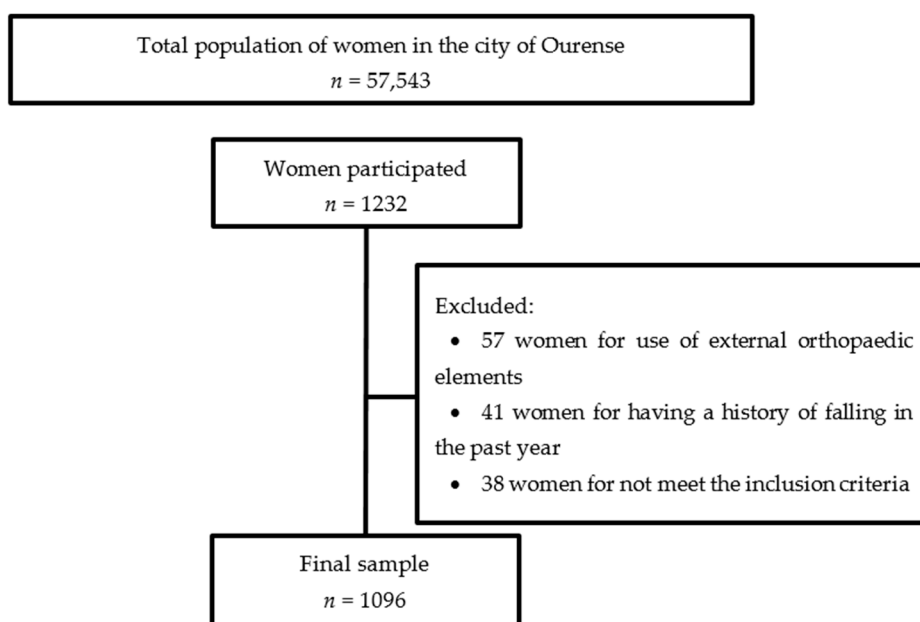 Total population of women in the city of Ourense
n = 57,543
Women participated
n = 1232
Excluded:
• 57 women for use of external orthopaedic
elements
• 41 women for having a history of falling in
the past year
• 38 women for not meet the inclusion criteria
Final sample
n = 1096